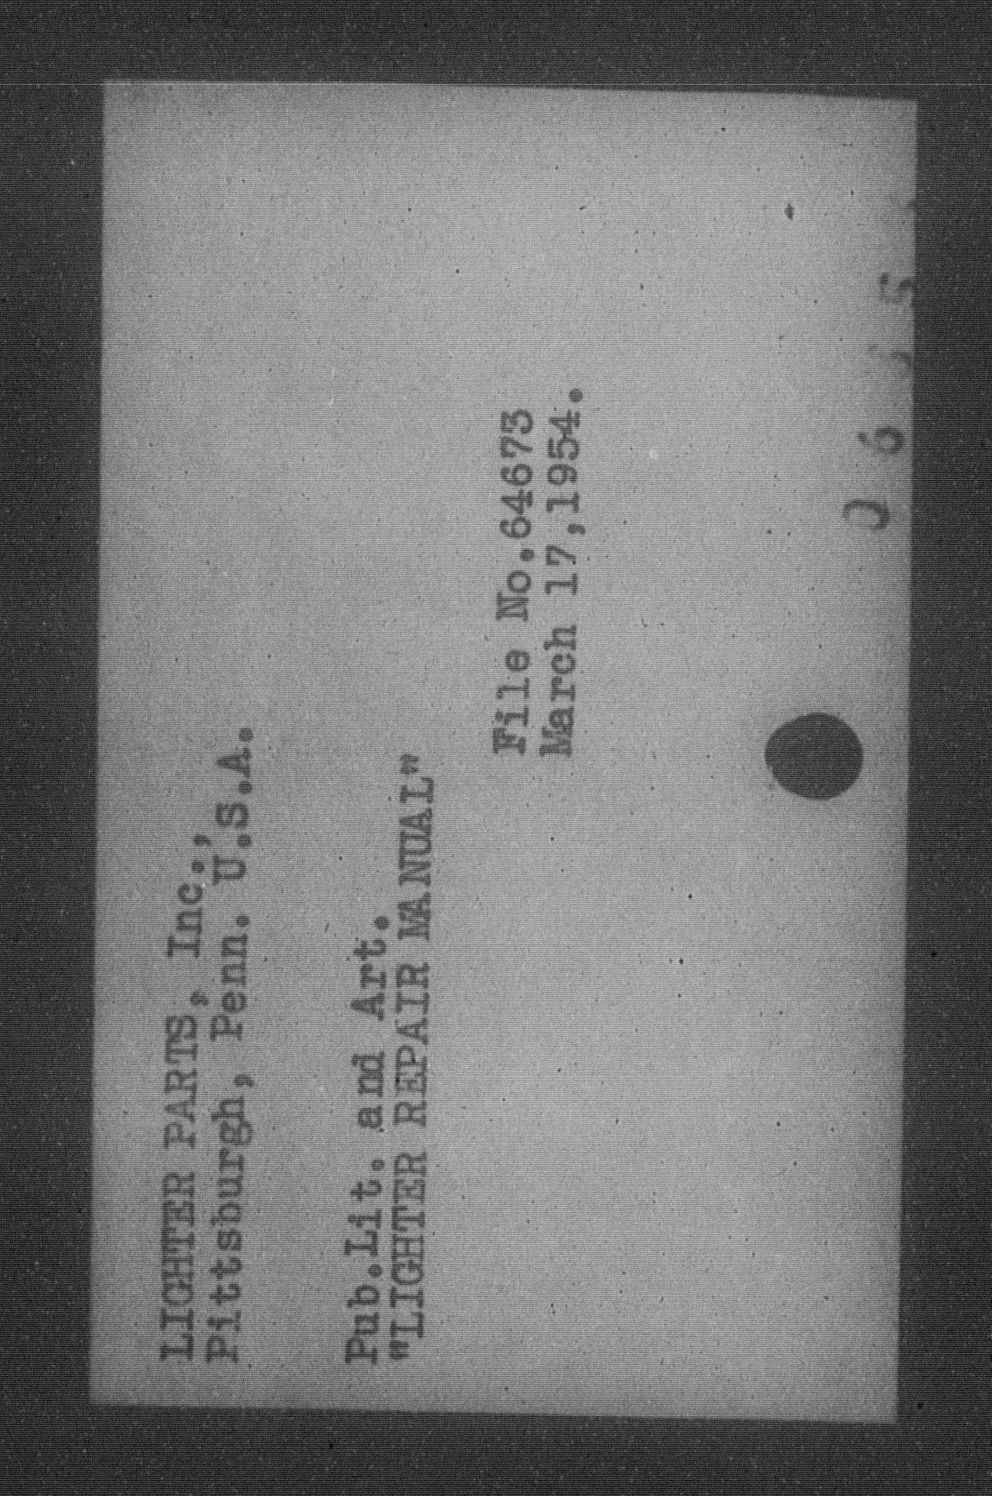 LIGHTER PARTS, Inc.,
Pittsburgh, Penn. U.S.A.
Pub.Lit. and Art.
"LIGHTER REPAIR MANUAL"
File No.64673
March 17,1954.